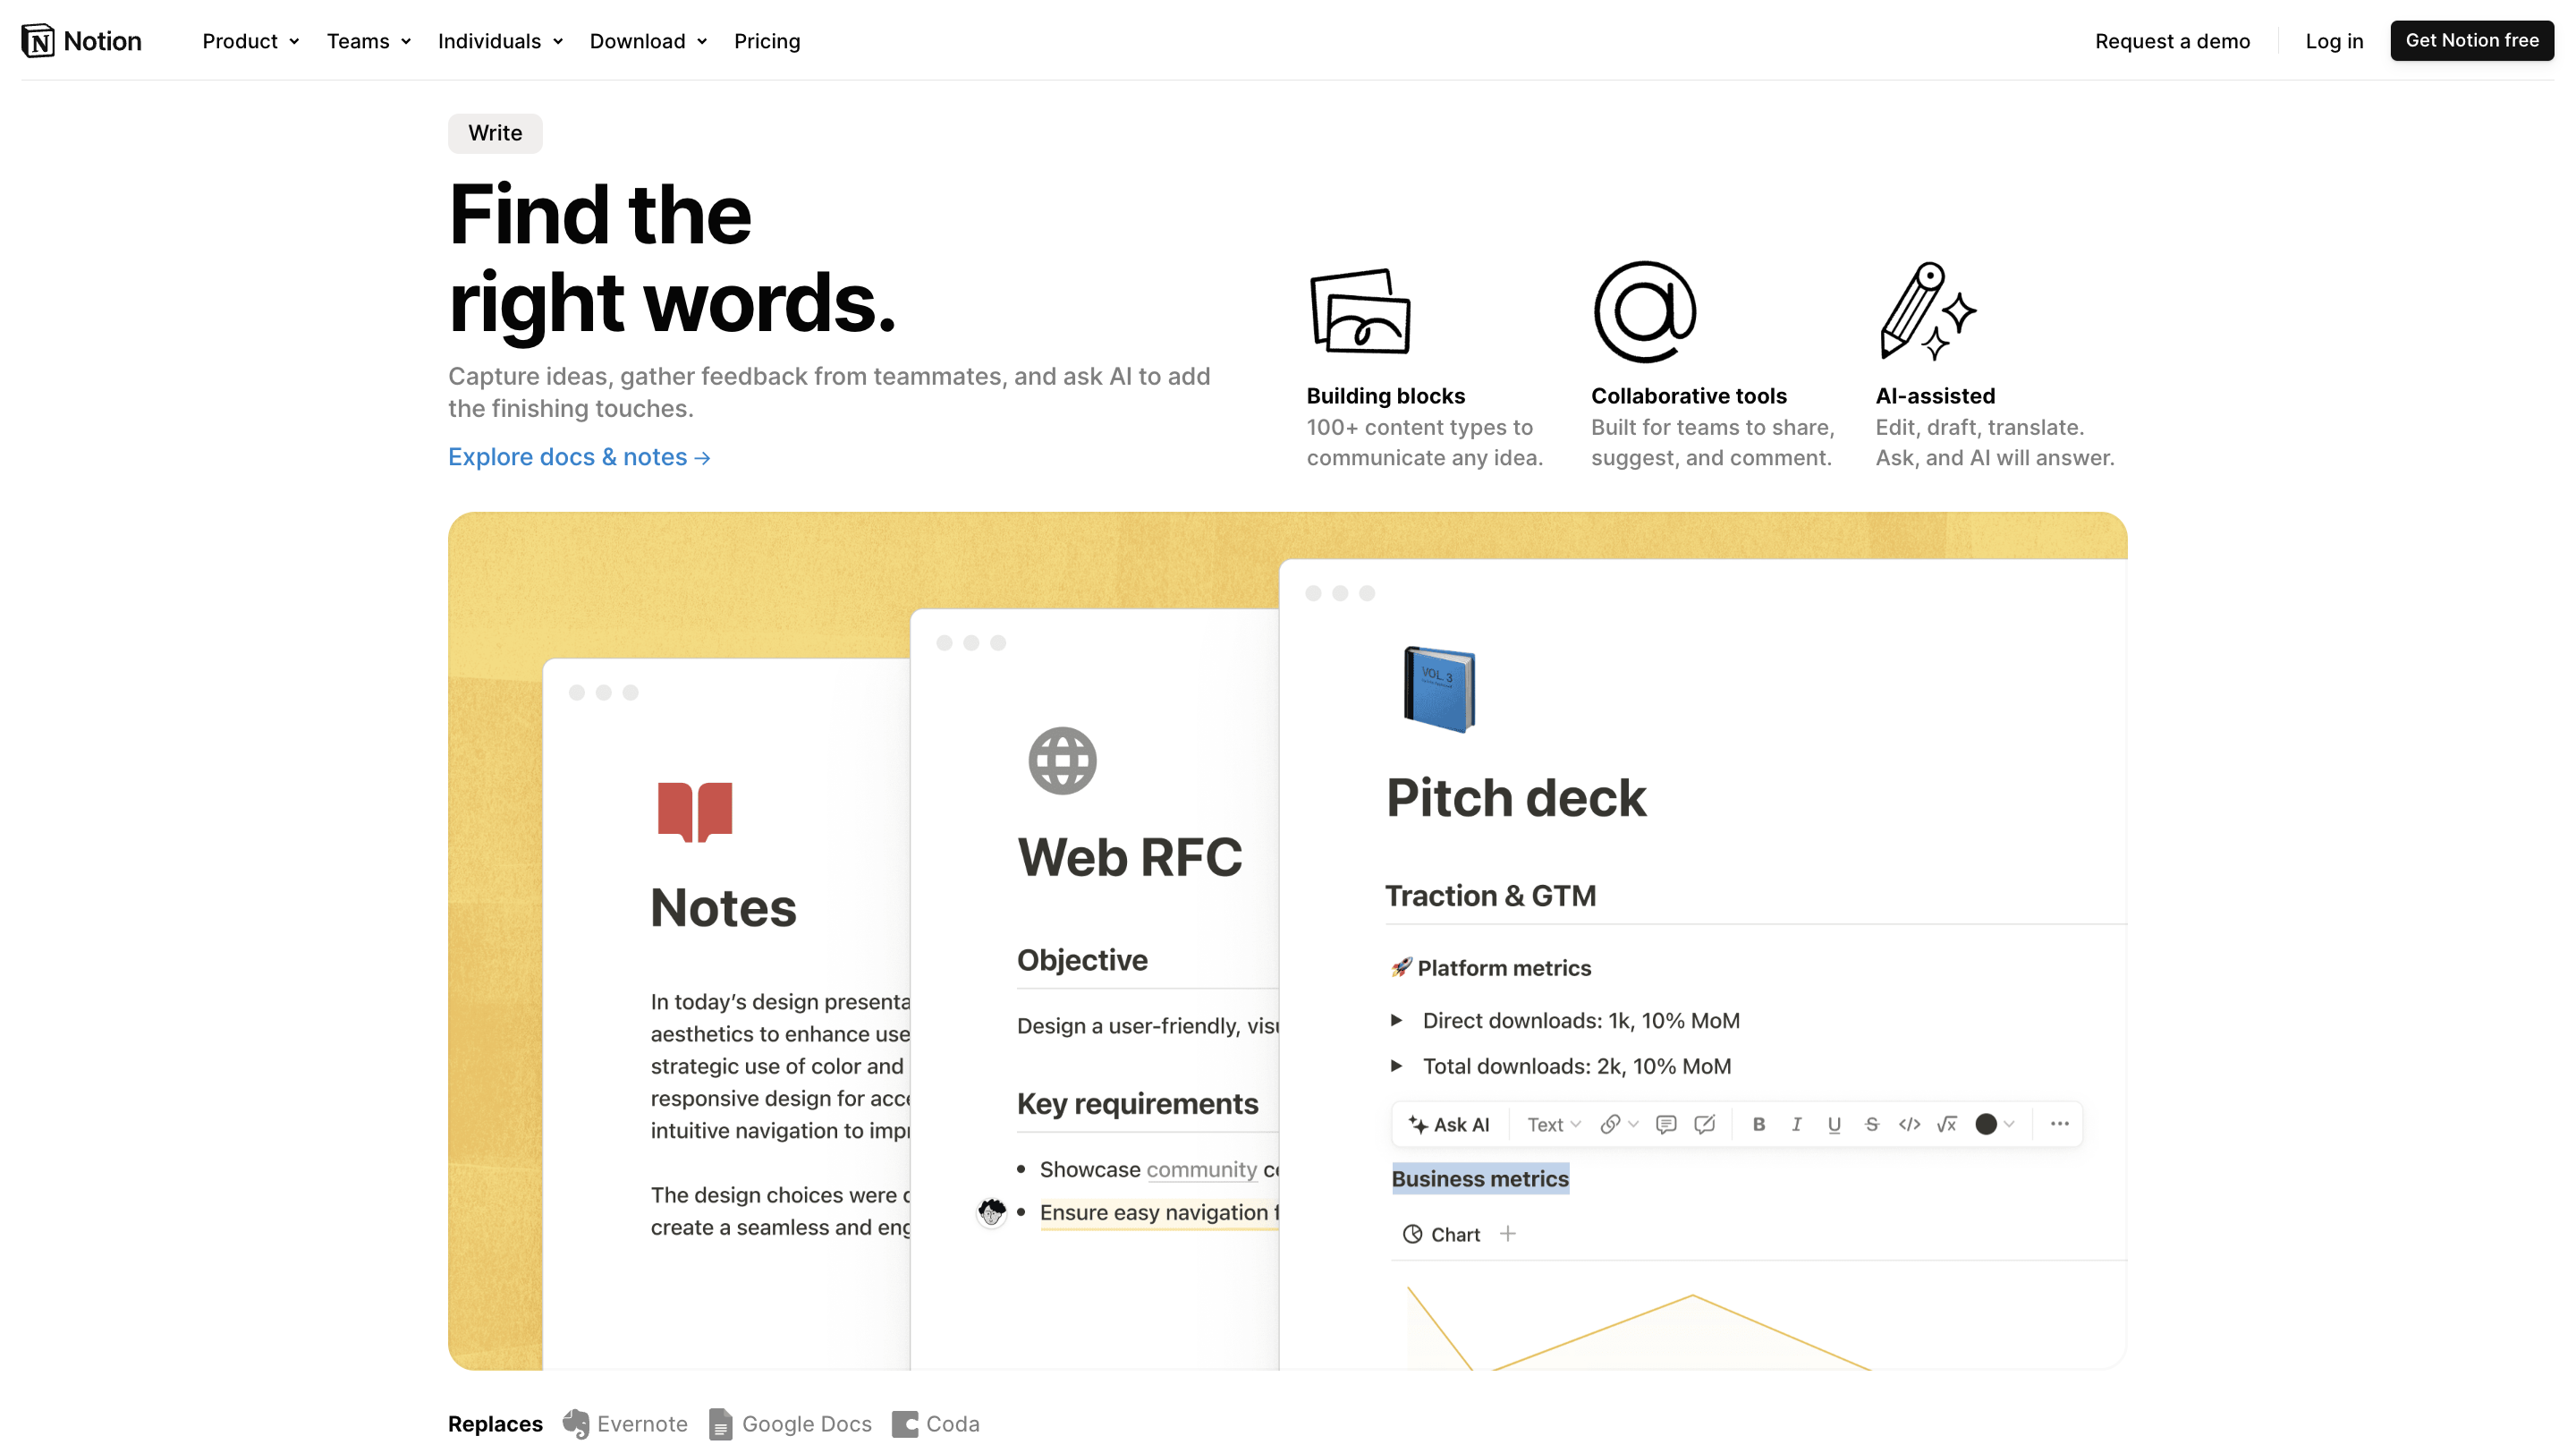 Notion
Product
Teams
Individuals
Download
Pricing
Request a demo
Log in
Get Notion free
Write
Find the
right words.
Capture ideas, gather feedback from teammates, and ask AI to add
the finishing touches.
Explore docs & notes →
Building blocks
100+ content types to
communicate any idea.
Collaborative tools
Built for teams to share,
suggest, and comment.
AI-assisted
Edit, draft, translate.
Ask, and AI will answer.
Notes
In today’s design presenta
aesthetics to enhance use
strategic use of color and
responsive design for acce
intuitive navigation to impr
The design choices were
create a seamless and eng
Web RFC
Objective
Design a user-friendly, visu
Key requirements
• Showcase community ce
• Ensure easy navigation f
VOL. 3
Pitch deck
Traction & GTM
🚀 Platform metrics
Direct downloads: 1k, 10% MoM
Total downloads: 2k, 10% MoM
Ask AI Text B I U S </> √x ···
Business metrics
Chart +
Replaces Evernote Google Docs Coda